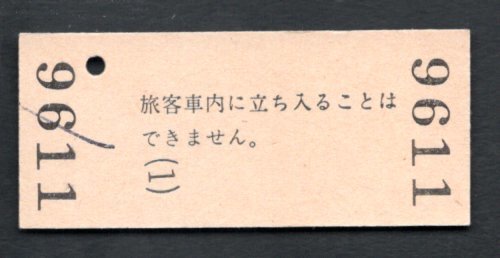 9611
旅客車内に立ち入ることは
できません。
(1)
9611